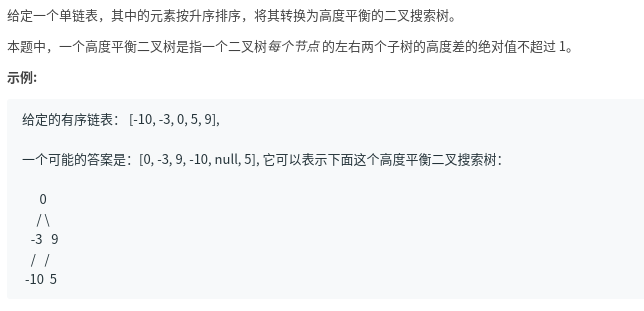 给定一个单链表，其中的元素按升序排序，将其转换为高度平衡的二叉搜索树。
本题中，一个高度平衡二叉树是指一个二叉树每个节点 的左右两个子树的高度差的绝对值不超过 1。
示例:
给定的有序链表： [-10, -3, 0, 5, 9],
一个可能的答案是：[0, -3, 9, -10, null, 5], 它可以表示下面这个高度平衡二叉搜索树：
0
/ \
-3 9
/ /
-10 5